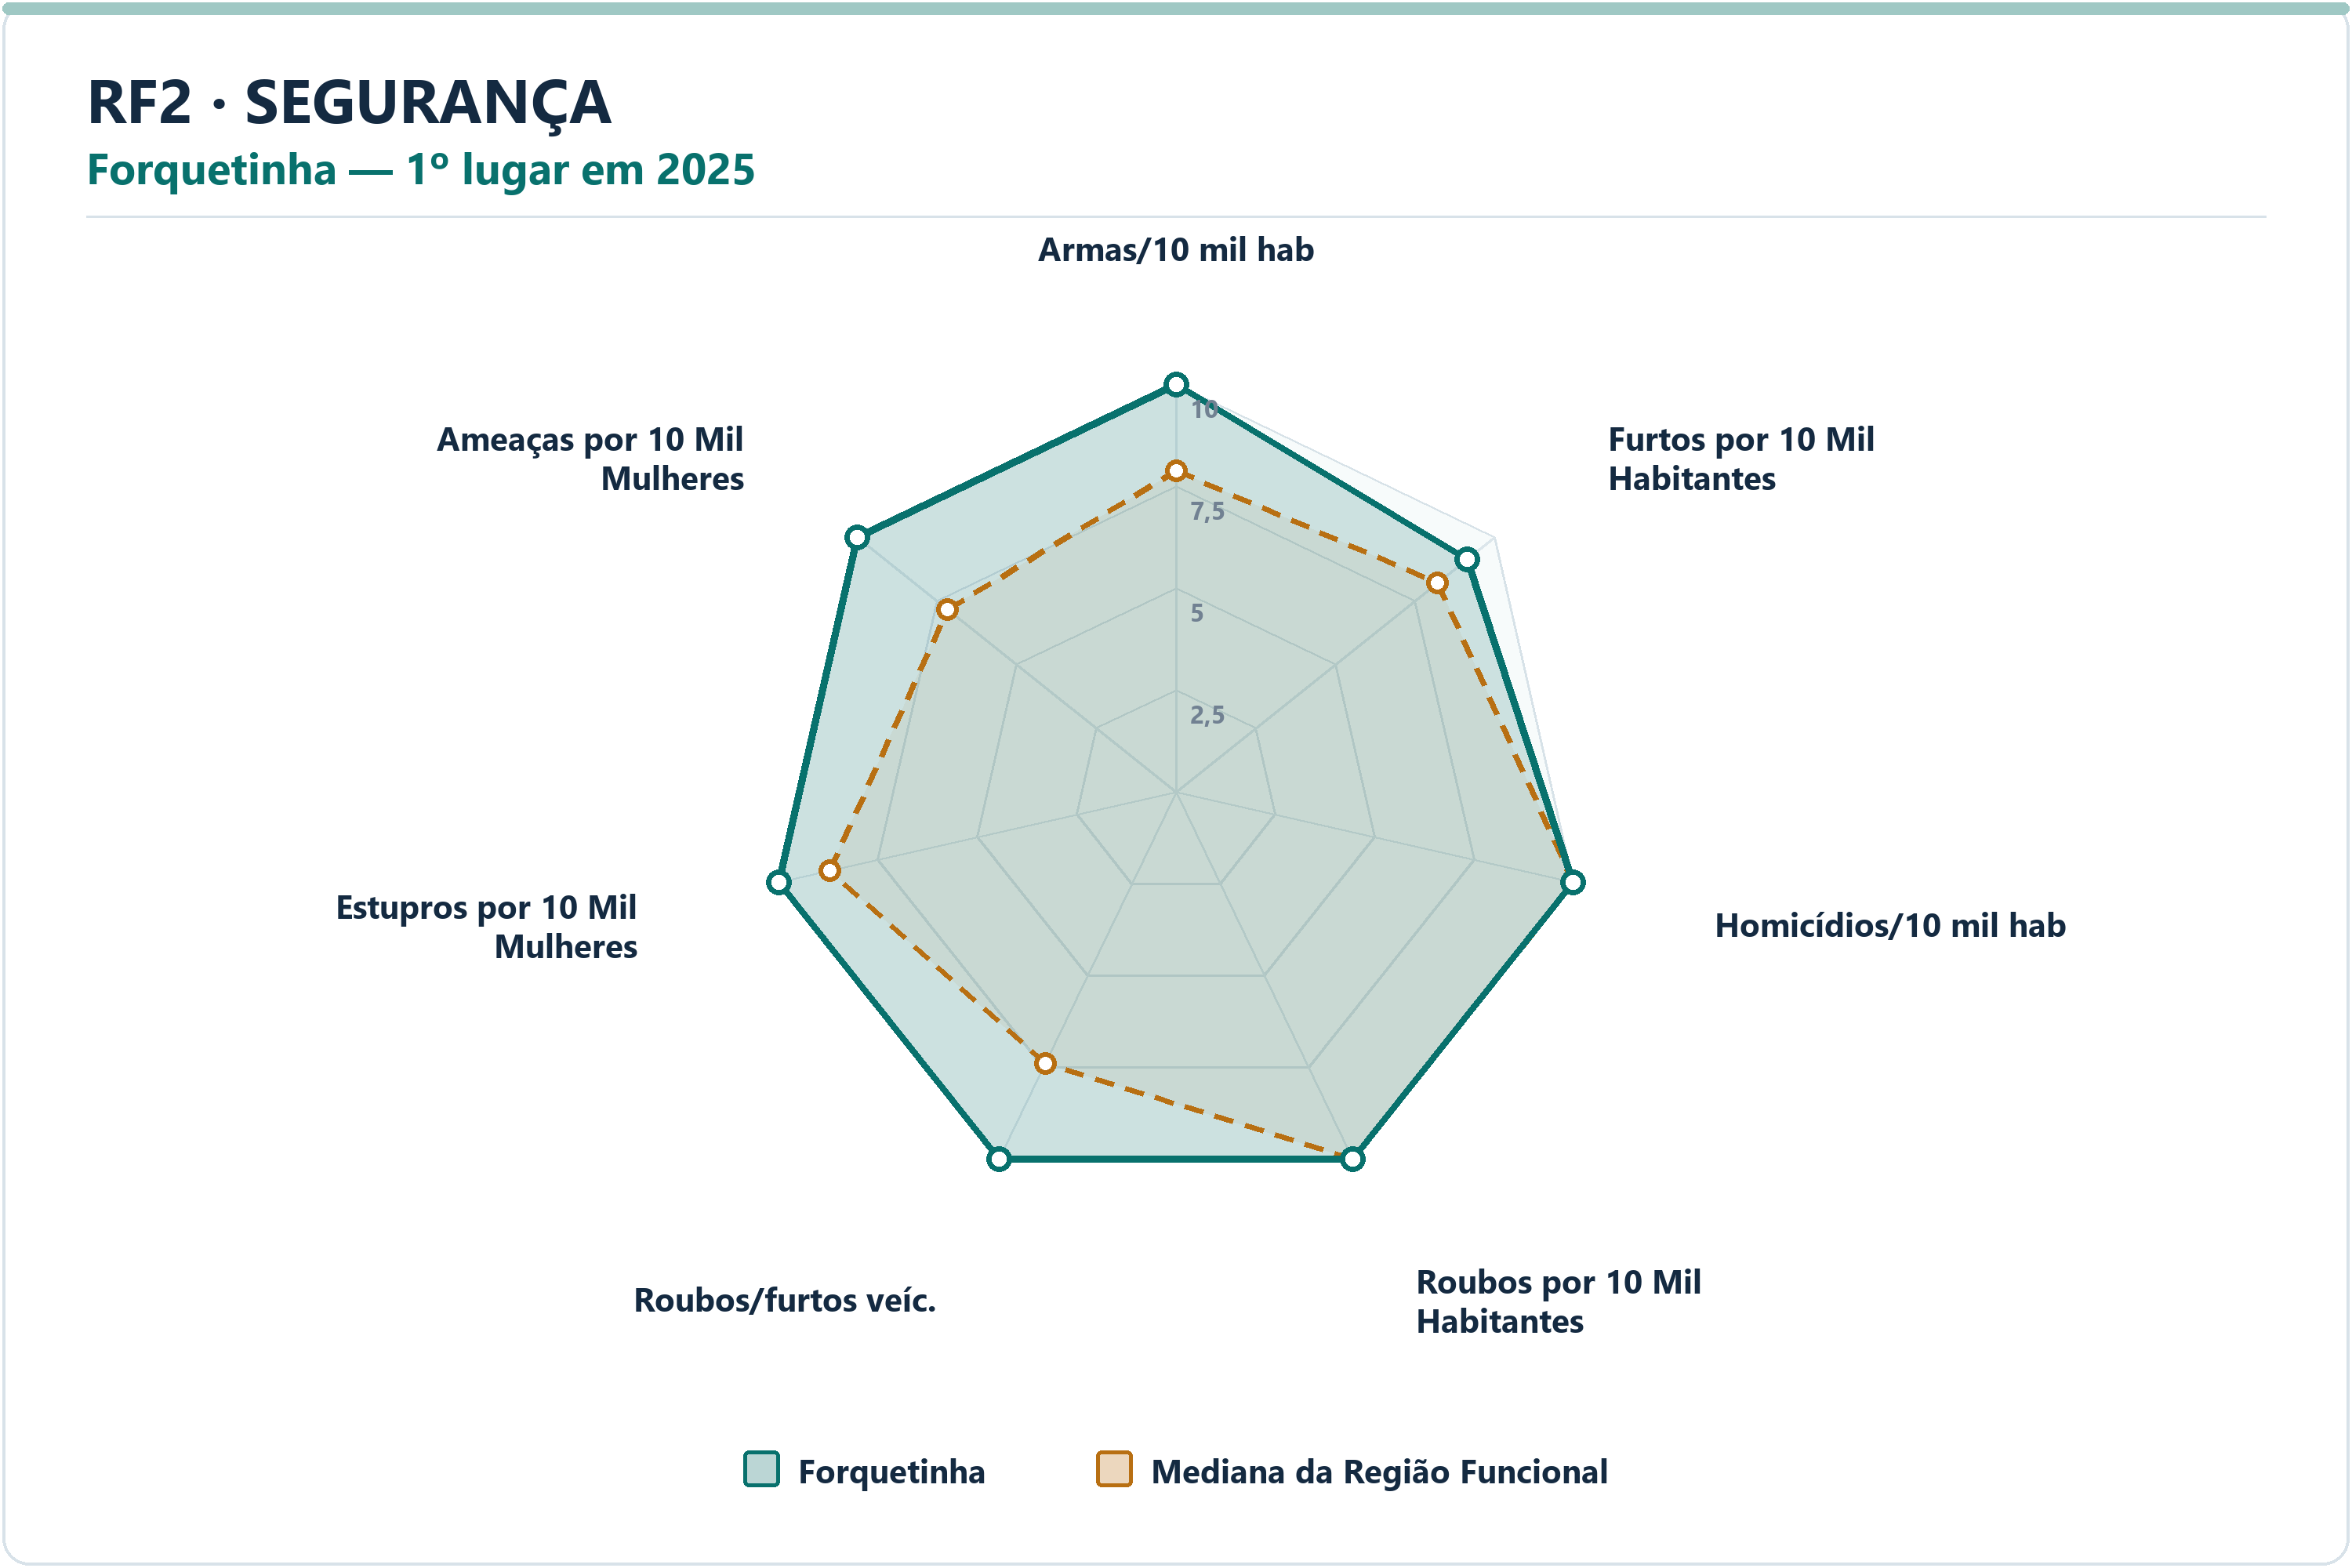 RF2 · SEGURANÇA
Forquetinha — 1º lugar em 2025
Armas/10 mil hab
Ameaças por 10 Mil
Mulheres
Furtos por 10 Mil
Habitantes
10
7,5
5
2,5
Estupros por 10 Mil
Mulheres
Homicídios/10 mil hab
Roubos/furtos veíc.
Roubos por 10 Mil
Habitantes
Forquetinha
Mediana da Região Funcional